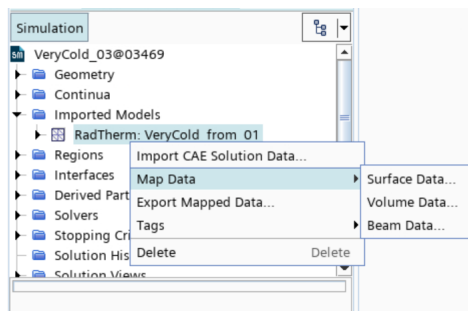 Simulation
VeryCold_03@03469
Geometry
Continua
Imported Models
RadTherm: VeryCold_from_01
Regions
Import CAE Solution Data...
Interfaces
Map Data
Surface Data...
Derived Part
Export Mapped Data...
Volume Data...
Solvers
Tags
Beam Data...
Stopping Cri
Solution His
Delete
Delete
Solution Views